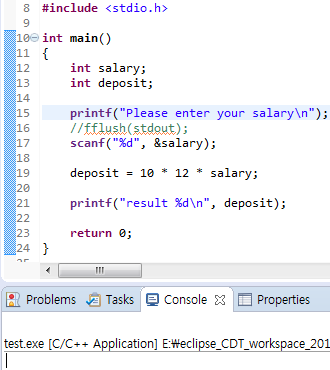 8 #include <stdio.h>
9
10 int main()
11 {
12 int salary;
13 int deposit;
14
15 printf("Please enter your salary\n");
16 //fflush(stdout);
17 scanf("%d", &salary);
18
19 deposit = 10 * 12 * salary;
20
21 printf("result %d\n", deposit);
22
23 return 0;
24 }
25
Problems Tasks Console Properties
test.exe [C/C++ Application] E:₩eclipse_CDT_workspace_201